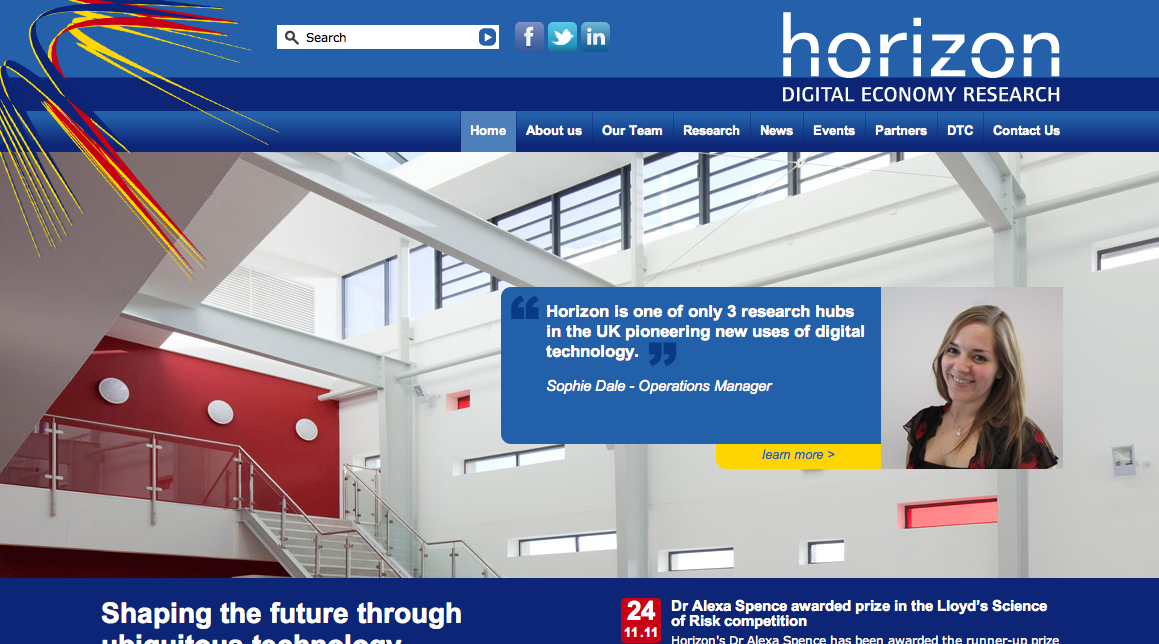 Search
f
in
horizon
DIGITAL ECONOMY RESEARCH
Home About us Our Team Research News Events Partners DTC Contact Us
“ Horizon is one of only 3 research hubs
in the UK pioneering new uses of digital
technology. ”
Sophie Dale - Operations Manager
learn more >
Shaping the future through
ubiquitous technology
24
11.11
Dr Alexa Spence awarded prize in the Lloyd's Science
of Risk competition
Horizon's Dr Alexa Spence has been awarded the runner-up prize